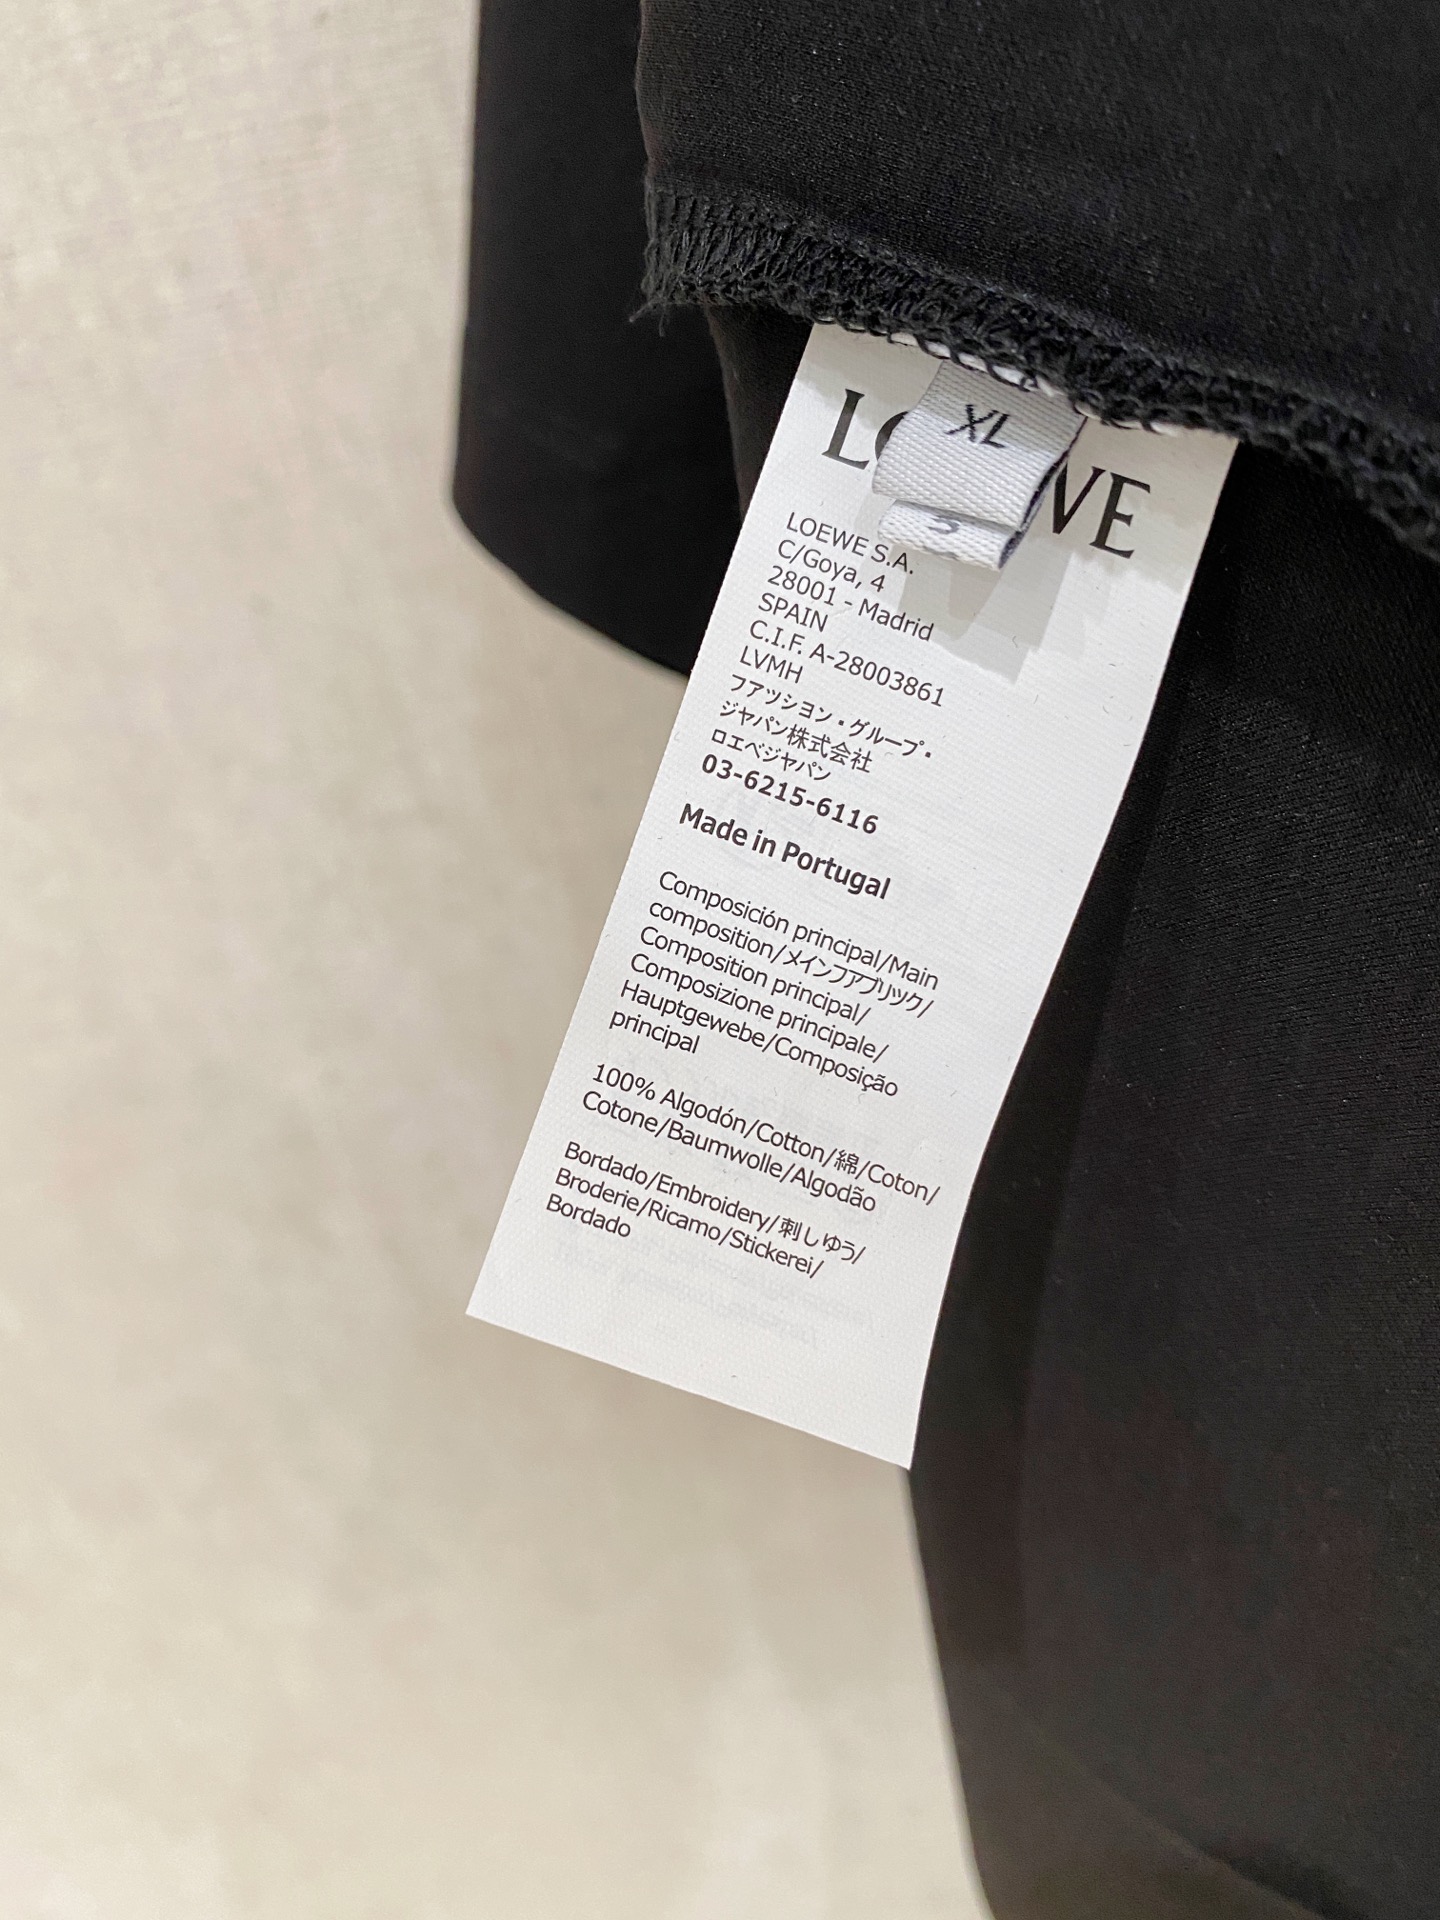 XL
LOEWE
LOEWE S.A.
C/Goya, 4
28001 - Madrid
SPAIN
C.I.F. A-28003861
LVMH
ファッション・グループ・
ジャパン株式会社
ロエベジャパン
03-6215-6116
Made in Portugal
Composición principal/Main
composition/メインファブリック/
Composition principal/
Composizione principale/
Hauptgewebe/Composição
principal
100% Algodón/Cotton/綿/Coton/
Cotone/Baumwolle/Algodão
Bordado/Embroidery/刺しゆう/
Broderie/Ricamo/Stickerei/
Bordado